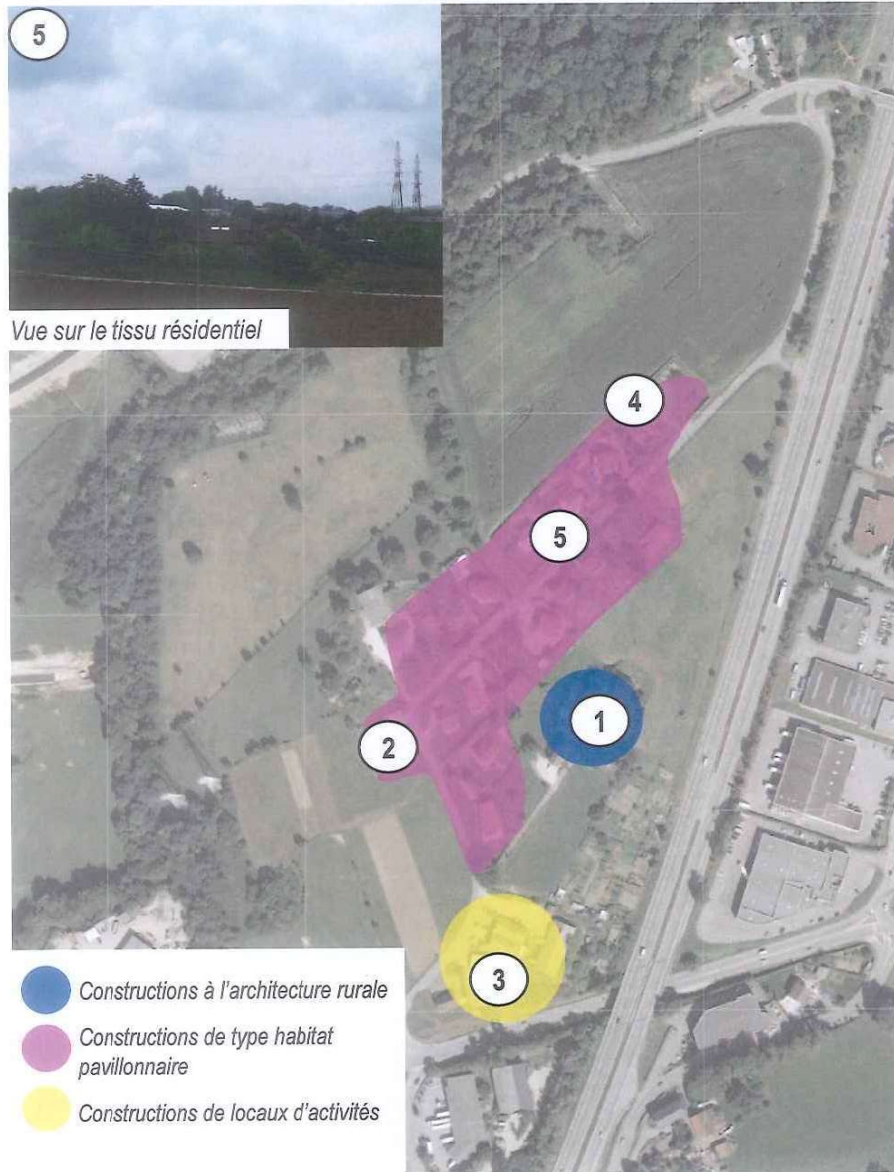 5
Vue sur le tissu résidentiel
4
5
1
2
3
Constructions à l'architecture rurale
Constructions de type habitat
pavillonnaire
Constructions de locaux d'activités